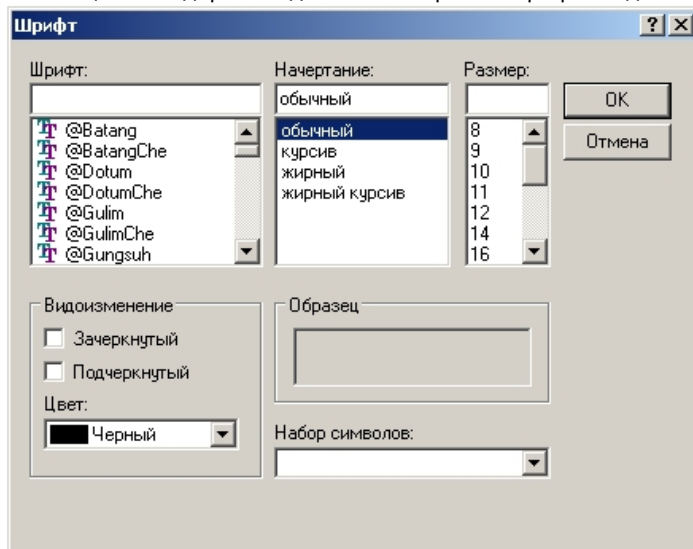 Шрифт
Шрифт:
Начертание:
Размер:
обычный
OK
Отмена
@Batang
@BatangChe
@Dotum
@DotumChe
@Gulim
@GulimChe
@Gungsuh
обычный
курсив
жирный
жирный курсив
8
9
10
11
12
14
16
Видоизменение
Зачеркнутый
Подчеркнутый
Цвет:
Черный
Образец
Набор символов: